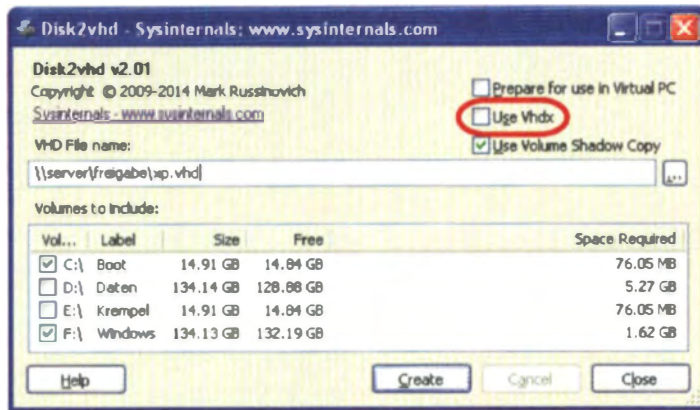 Disk2vhd - Sysinternals: www.sysinternals.com
Disk2vhd v2.01
Copyright © 2009-2014 Mark Russinovich
Sysinternals - www.sysinternals.com
Prepare for use in Virtual PC
Use Vhdx
VHD File name:
Use Volume Shadow Copy
\\server\freigabe\xp.vhd
...
Volumes to include:
Vol... Label Size Free Space Required
C:\ Boot 14.91 GB 14.84 GB 76.05 MB
D:\ Daten 134.14 GB 128.88 GB 5.27 GB
E:\ Krempel 14.91 GB 14.84 GB 76.05 MB
F:\ Windows 134.13 GB 132.19 GB 1.62 GB
Help Create Cancel Close